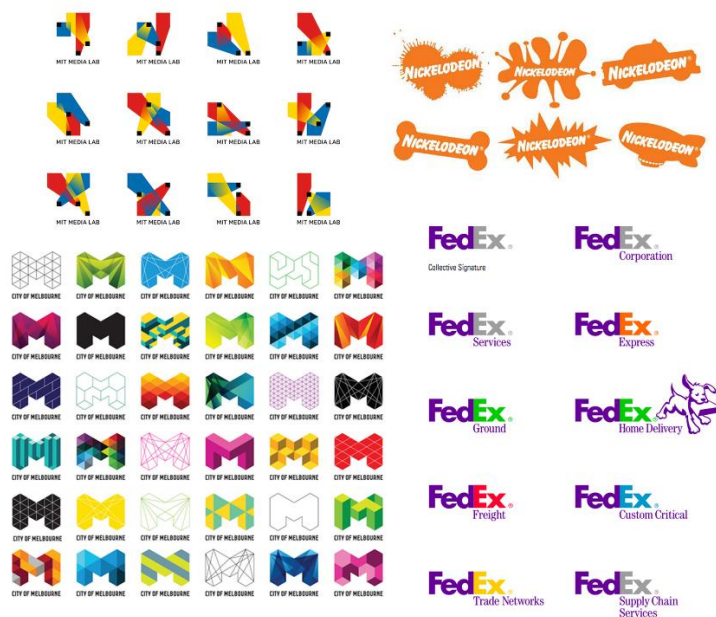 MIT MEDIA LAB MIT MEDIA LAB MIT MEDIA LAB MIT MEDIA LAB
MIT MEDIA LAB MIT MEDIA LAB MIT MEDIA LAB MIT MEDIA LAB
MIT MEDIA LAB MIT MEDIA LAB MIT MEDIA LAB MIT MEDIA LAB
NICKELODEON NICKELODEON NICKELODEON
NICKELODEON NICKELODEON NICKELODEON
CITY OF MELBOURNE CITY OF MELBOURNE CITY OF MELBOURNE CITY OF MELBOURNE CITY OF MELBOURNE CITY OF MELBOURNE
CITY OF MELBOURNE CITY OF MELBOURNE CITY OF MELBOURNE CITY OF MELBOURNE CITY OF MELBOURNE CITY OF MELBOURNE
CITY OF MELBOURNE CITY OF MELBOURNE CITY OF MELBOURNE CITY OF MELBOURNE CITY OF MELBOURNE CITY OF MELBOURNE
CITY OF MELBOURNE CITY OF MELBOURNE CITY OF MELBOURNE CITY OF MELBOURNE CITY OF MELBOURNE CITY OF MELBOURNE
CITY OF MELBOURNE CITY OF MELBOURNE CITY OF MELBOURNE CITY OF MELBOURNE CITY OF MELBOURNE CITY OF MELBOURNE
CITY OF MELBOURNE CITY OF MELBOURNE CITY OF MELBOURNE CITY OF MELBOURNE CITY OF MELBOURNE CITY OF MELBOURNE
FedEx®
Collective Signature
FedEx®
Corporation
FedEx®
Services
FedEx®
Express
FedEx®
Ground
FedEx®
Home Delivery
FedEx®
Freight
FedEx®
Custom Critical
FedEx®
Trade Networks
FedEx®
Supply Chain
Services